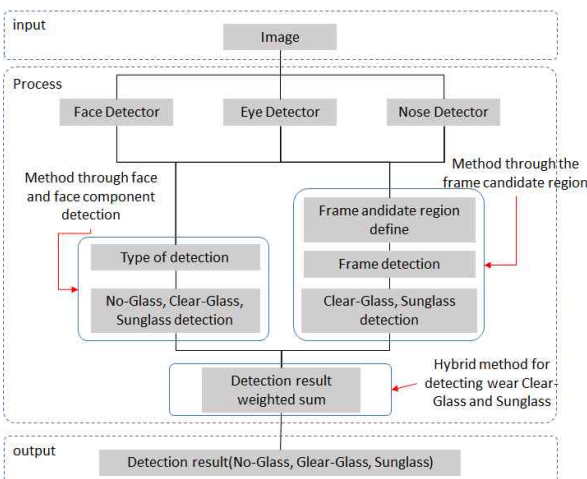 input
Image
Process
Face Detector
Eye Detector
Nose Detector
Method through face
and face component
detection
Method through the
frame candidate region
Frame andidate region
define
Type of detection
Frame detection
No-Glass, Clear-Glass,
Sunglass detection
Clear-Glass, Sunglass
detection
Detection result
weighted sum
Hybrid method for
detecting wear Clear-
Glass and Sunglass
output
Detection result(No-Glass, Glear-Glass, Sunglass)